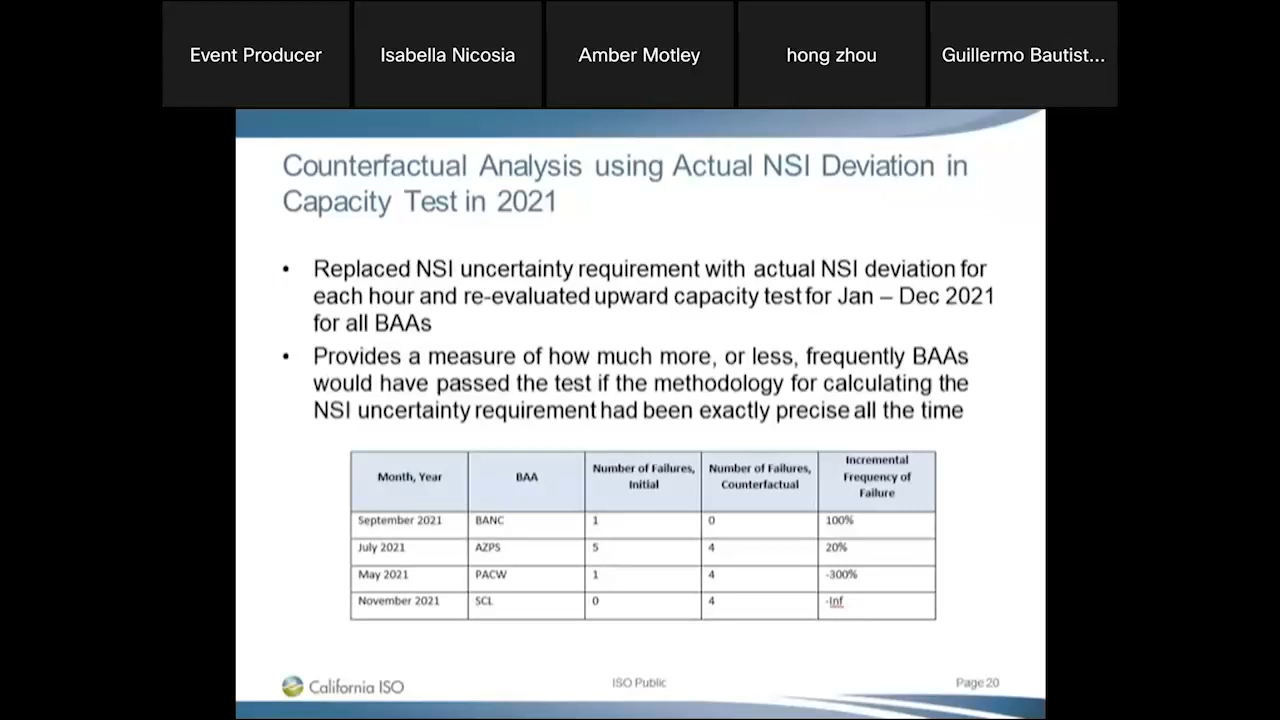 Event Producer
Isabella Nicosia
Amber Motley
hong zhou
Guillermo Bautist...
Counterfactual Analysis using Actual NSI Deviation in
Capacity Test in 2021
• Replaced NSI uncertainty requirement with actual NSI deviation for
each hour and re-evaluated upward capacity test for Jan – Dec 2021
for all BAAs
• Provides a measure of how much more, or less, frequently BAAs
would have passed the test if the methodology for calculating the
NSI uncertainty requirement had been exactly precise all the time
Month, Year BAA Number of Failures, Initial Number of Failures, Counterfactual Incremental Frequency of Failure
September 2021 BANC 1 0 100%
July 2021 AZPS 5 4 20%
May 2021 PACW 1 4 -300%
November 2021 SCL 0 4 -Inf
California ISO
ISO Public
Page 20